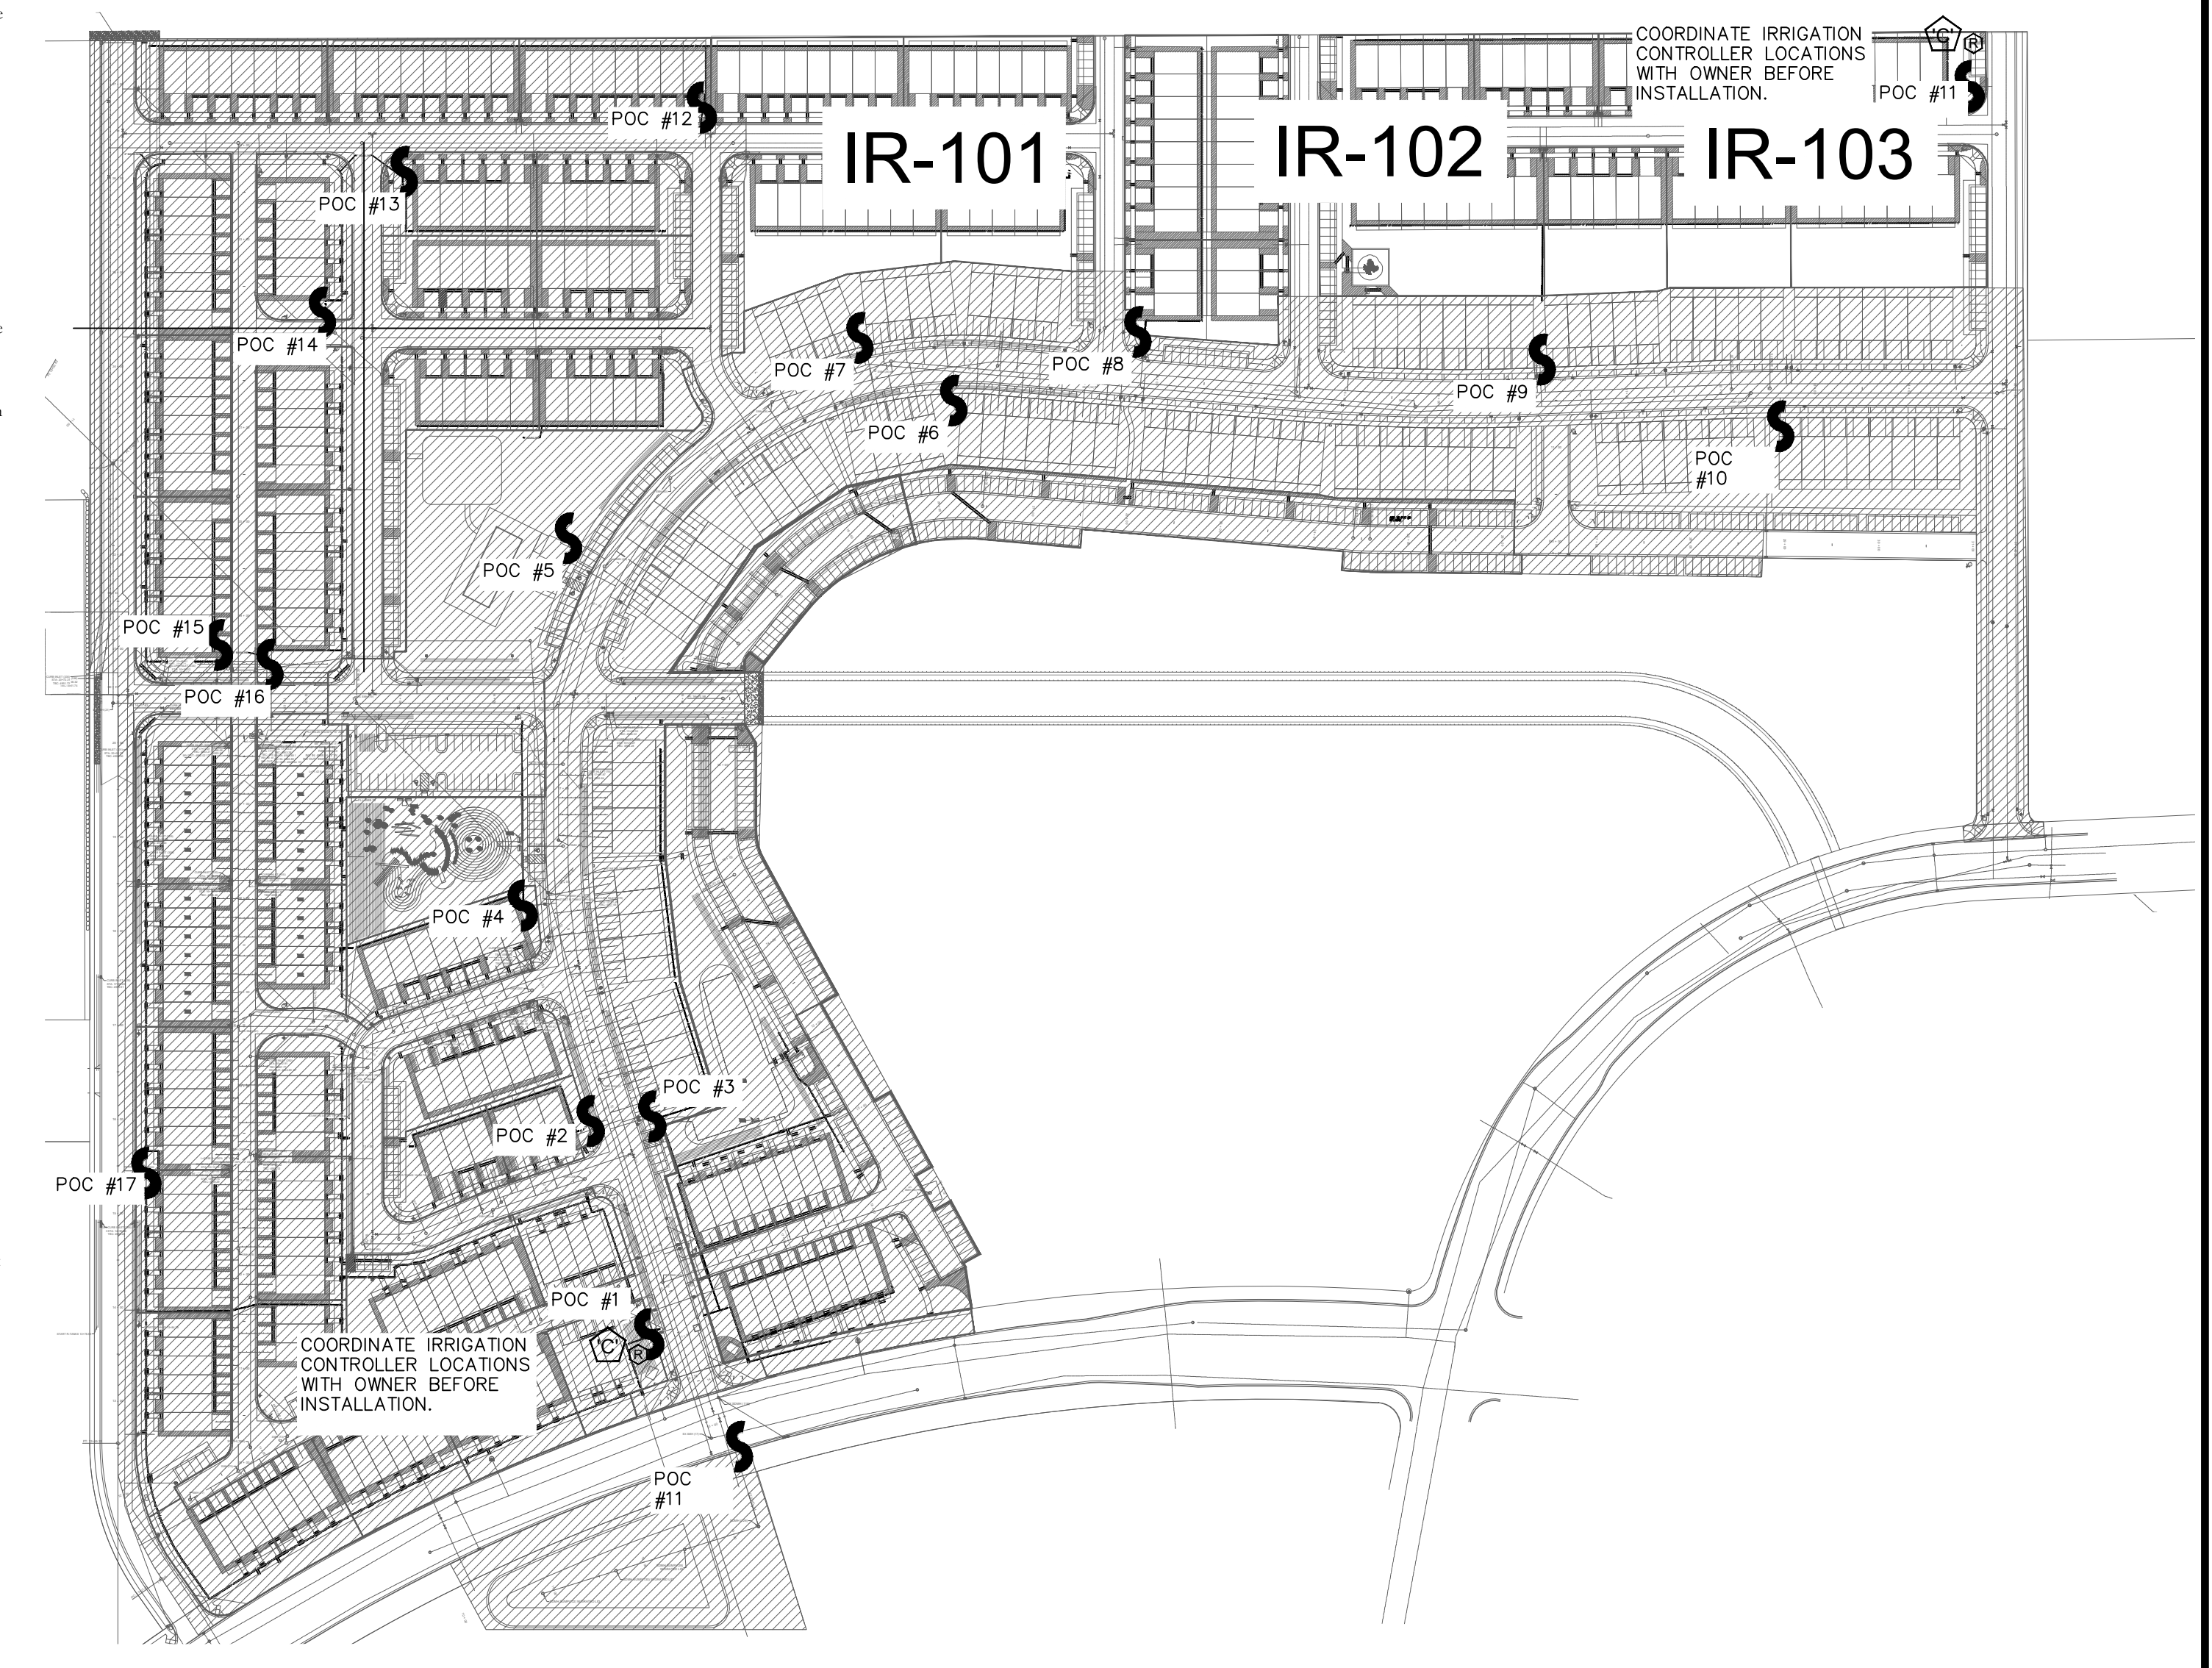 COORDINATE IRRIGATION
CONTROLLER LOCATIONS
WITH OWNER BEFORE
INSTALLATION.
'C'
R
POC #11
POC #12
IR-101
IR-102
IR-103
POC #13
POC #14
POC #7
POC #8
POC #9
POC #6
POC
#10
POC #5
POC #15
POC #16
POC #4
POC #3
POC #2
POC #17
POC #1
'C'
R
COORDINATE IRRIGATION
CONTROLLER LOCATIONS
WITH OWNER BEFORE
INSTALLATION.
POC
#11